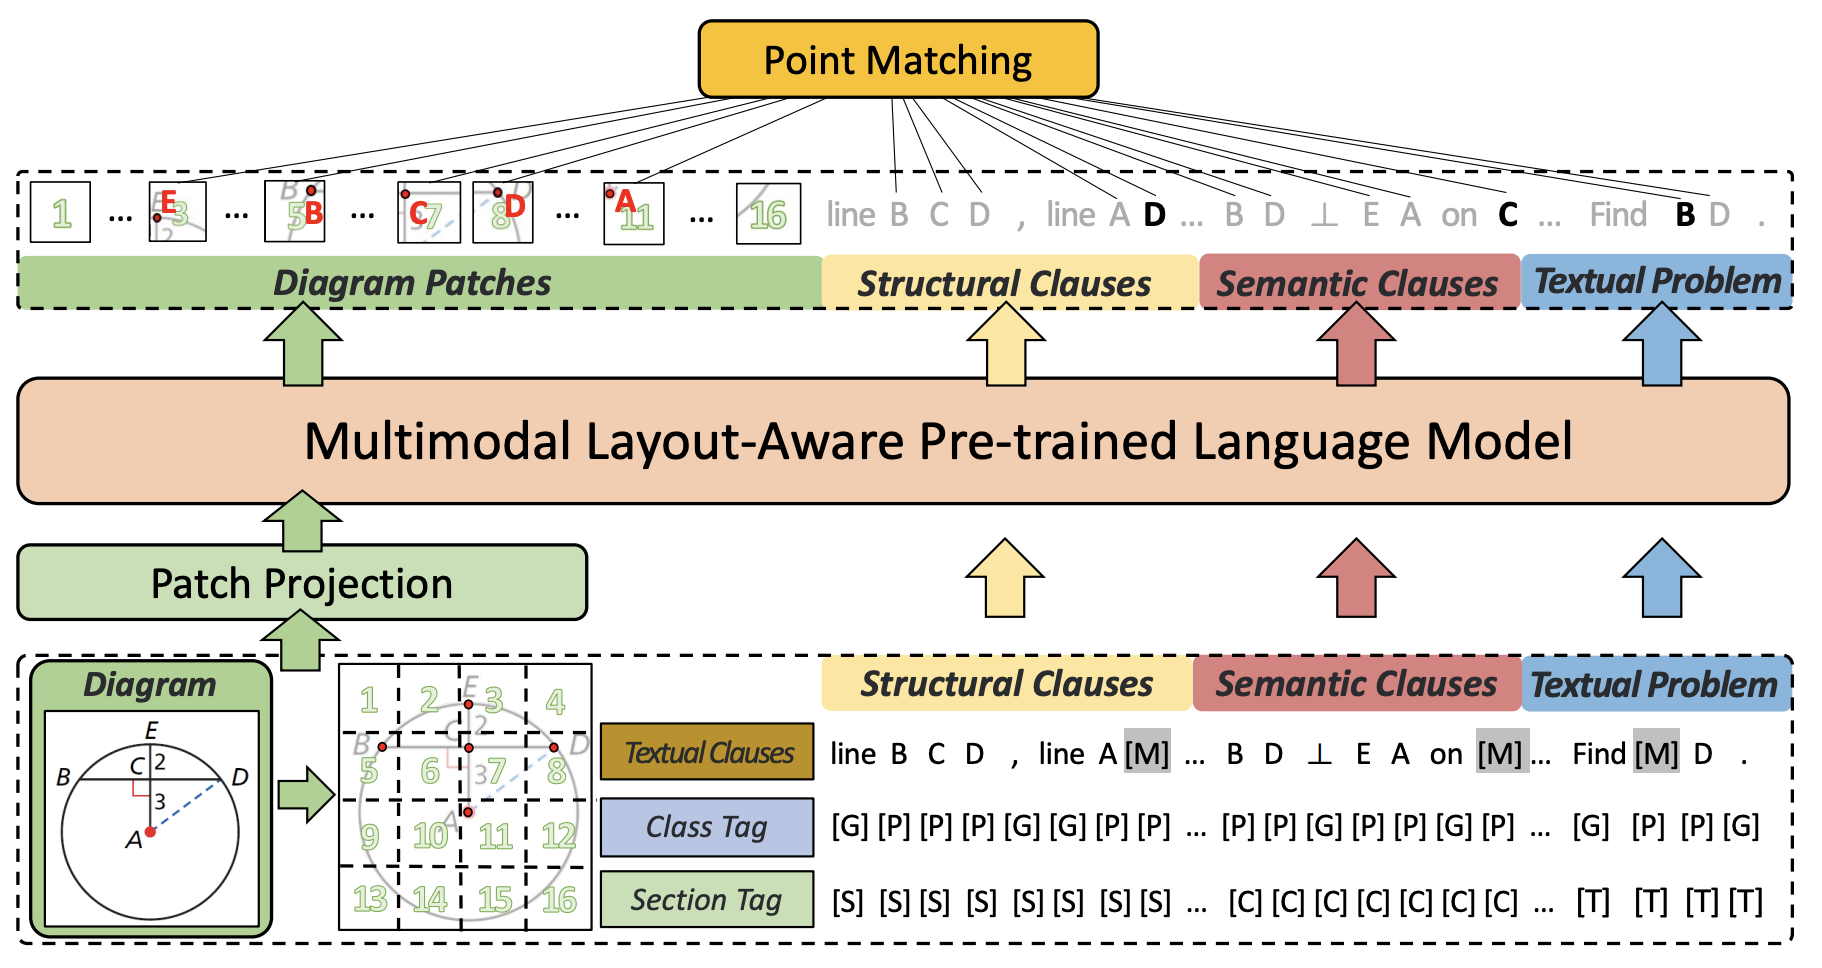 Point Matching
1 ... E 3 2 ... B 5 B ... C 7 D 8 D ... A 11 ... 16 line B C D , line A D ... B D ⊥ E A on C ... Find B D .
Diagram Patches Structural Clauses Semantic Clauses Textual Problem
Multimodal Layout-Aware Pre-trained Language Model
Patch Projection
Diagram
E
B C 2 D
3
A
1 2 E 3 4
B C 2 D
5 6 3 7 8
9 10 A 11 12
13 14 15 16
Structural Clauses Semantic Clauses Textual Problem
Textual Clauses line B C D , line A [M] ... B D ⊥ E A on [M] ... Find [M] D .
Class Tag [G] [P] [P] [P] [G] [G] [P] [P] ... [P] [P] [G] [P] [P] [G] [P] ... [G] [P] [P] [G]
Section Tag [S] [S] [S] [S] [S] [S] [S] [S] ... [C] [C] [C] [C] [C] [C] [C] ... [T] [T] [T] [T]